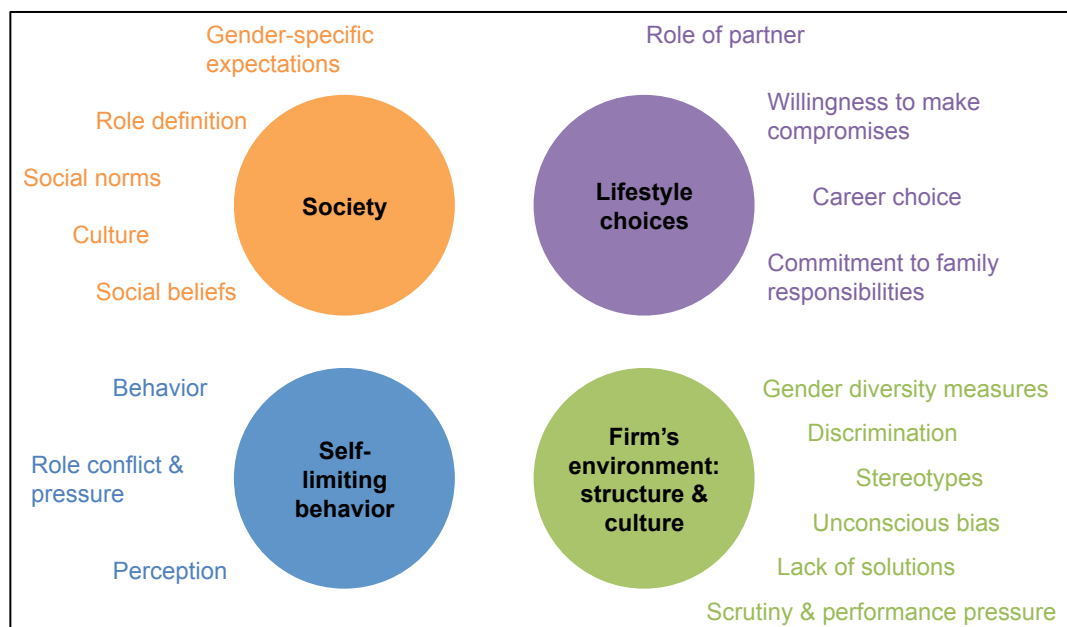 Gender-specific
expectations
Role definition
Social norms
Culture
Social beliefs
Society
Role of partner
Willingness to make
compromises
Career choice
Commitment to family
responsibilities
Lifestyle
choices
Behavior
Role conflict &
pressure
Perception
Self-
limiting
behavior
Firm's
environment:
structure &
culture
Gender diversity measures
Discrimination
Stereotypes
Unconscious bias
Lack of solutions
Scrutiny & performance pressure